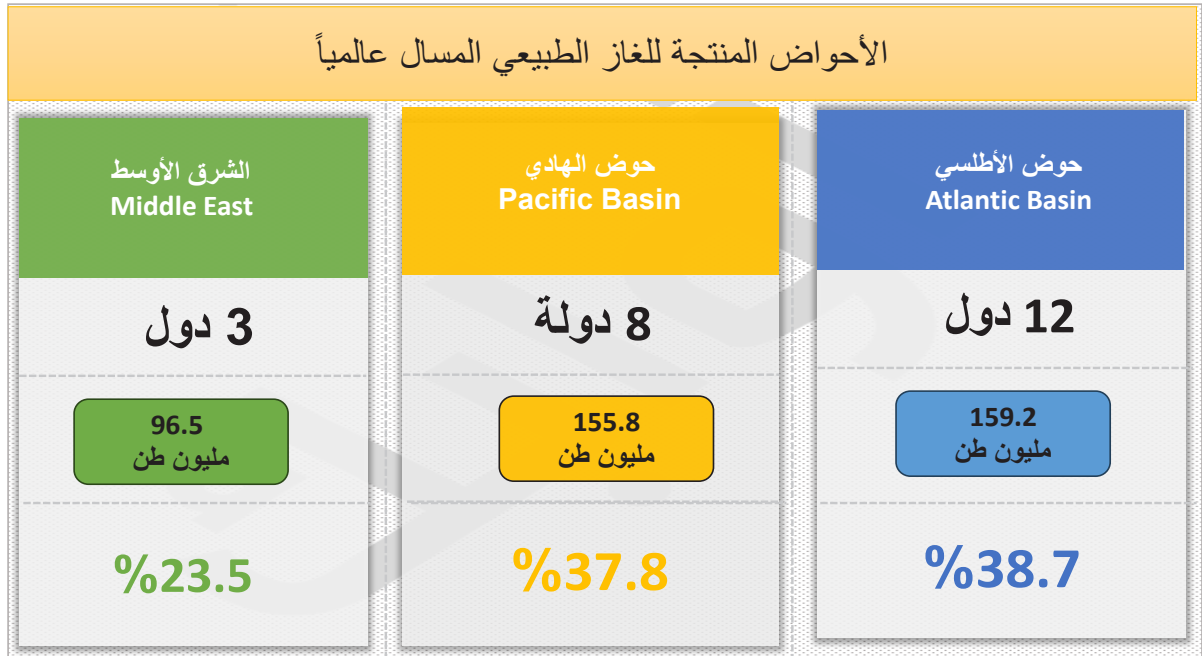 الأحواض المنتجة للغاز الطبيعي المسال عالمياً
حوض الأطلسي
Atlantic Basin
12 دول
159.2
مليون طن
%38.7
حوض الهادي
Pacific Basin
8 دولة
155.8
مليون طن
%37.8
الشرق الأوسط
Middle East
3 دول
96.5
مليون طن
%23.5